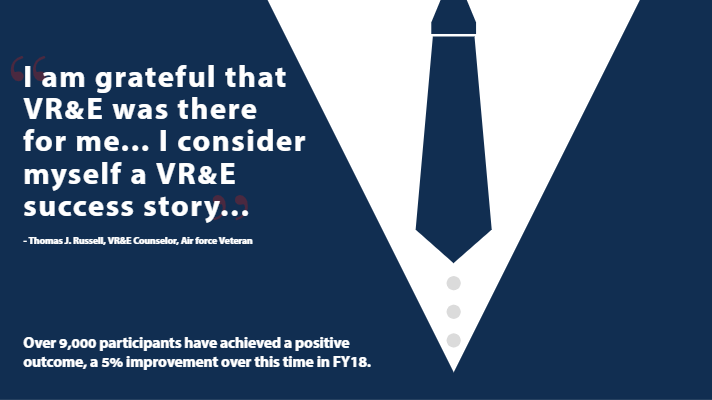 “
I am grateful that
VR&E was there
for me... I consider
myself a VR&E
success story...
”
- Thomas J. Russell, VR&E Counselor, Air force Veteran
Over 9,000 participants have achieved a positive
outcome, a 5% improvement over this time in FY18.